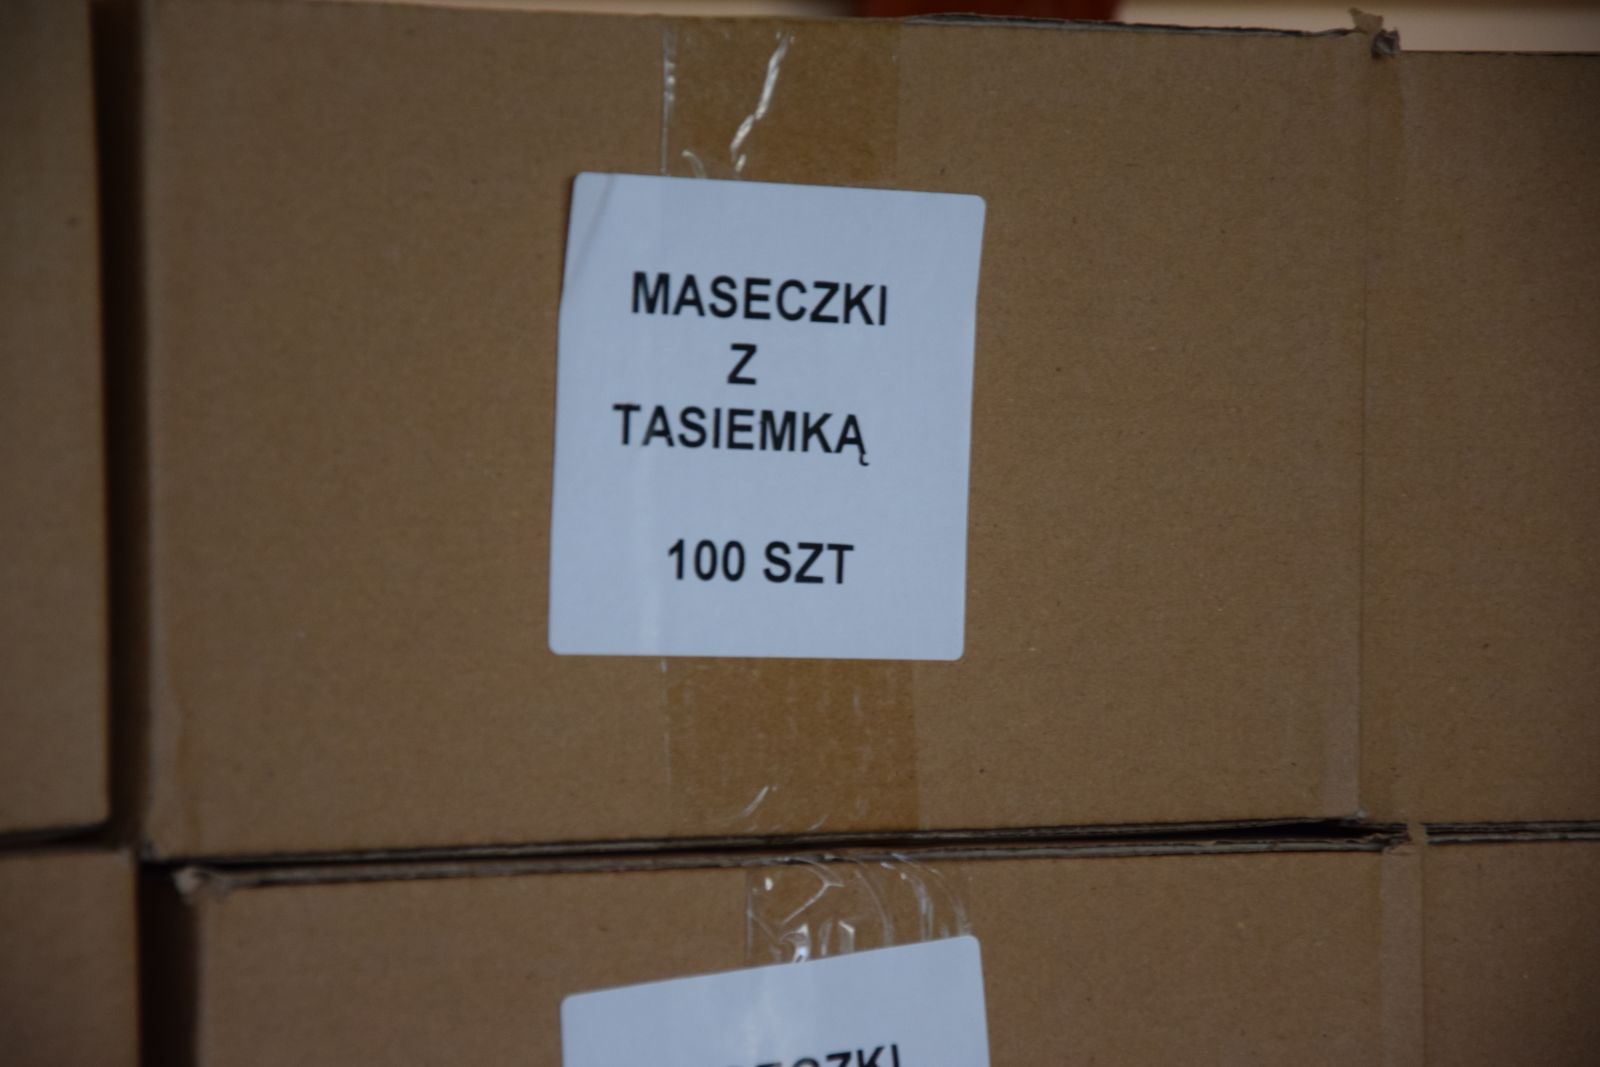 MASECZKI
Z
TASIEMKĄ
100 SZT